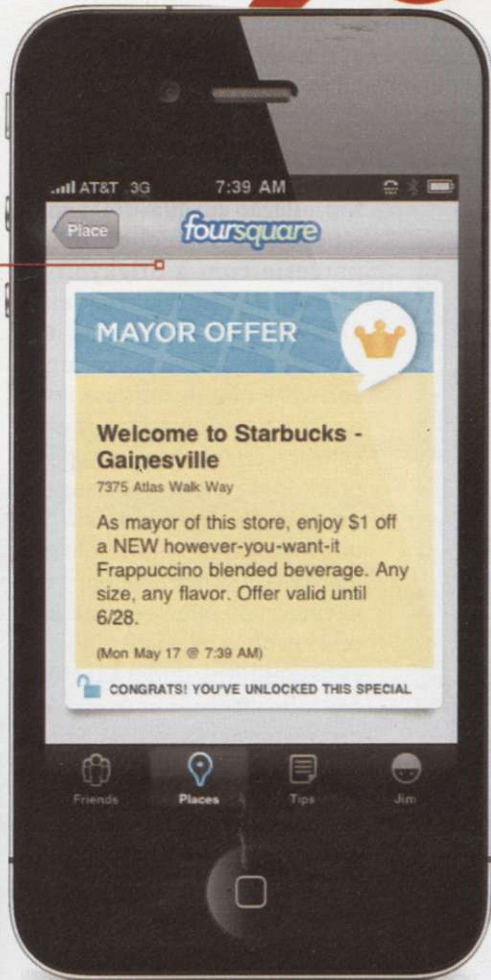 AT&T 3G 7:39 AM
Place foursquare
MAYOR OFFER
Welcome to Starbucks -
Gainesville
7375 Atlas Walk Way
As mayor of this store, enjoy $1 off
a NEW however-you-want-it
Frappuccino blended beverage. Any
size, any flavor. Offer valid until
6/28.
(Mon May 17 @ 7:39 AM)
CONGRATS! YOU'VE UNLOCKED THIS SPECIAL
Friends Places Tips Jim